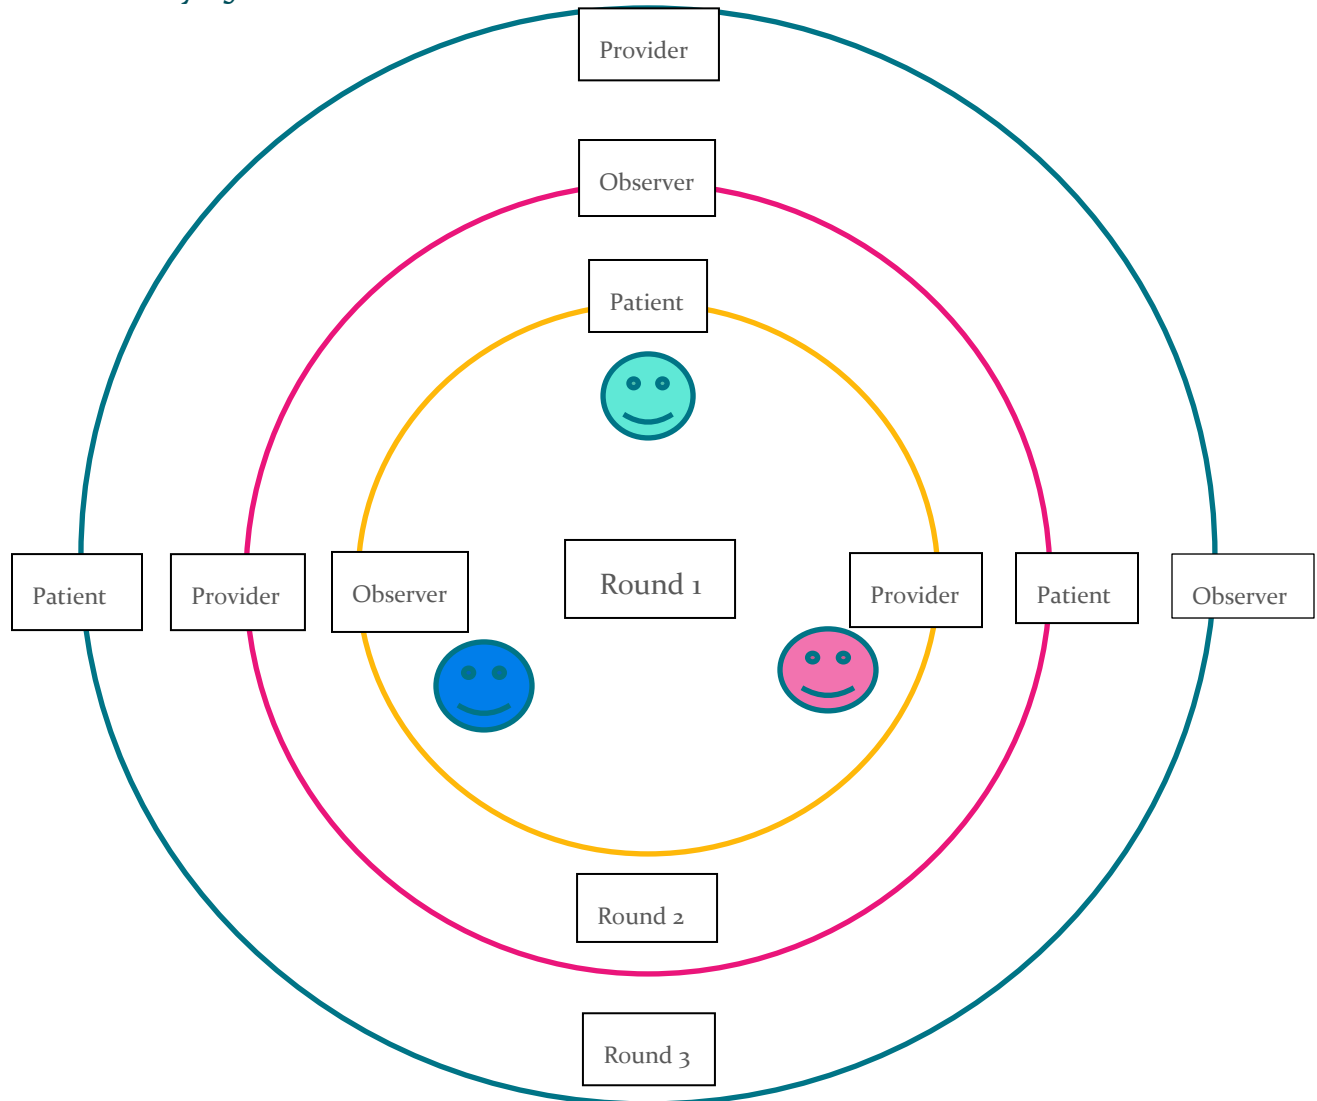 Provider
Observer
Patient
Patient
Provider
Observer
Round 1
Provider
Patient
Observer
Round 2
Round 3